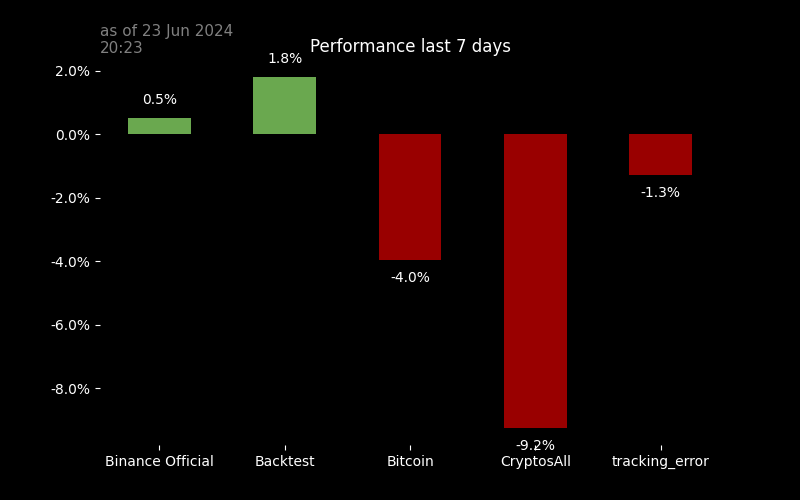 as of 23 Jun 2024
20:23
Performance last 7 days
1.8%
2.0%
0.5%
0.0%
-2.0%
-1.3%
-4.0%
-4.0%
-6.0%
-8.0%
-9.2%
Binance Official
Backtest
Bitcoin
CryptosAll
tracking_error